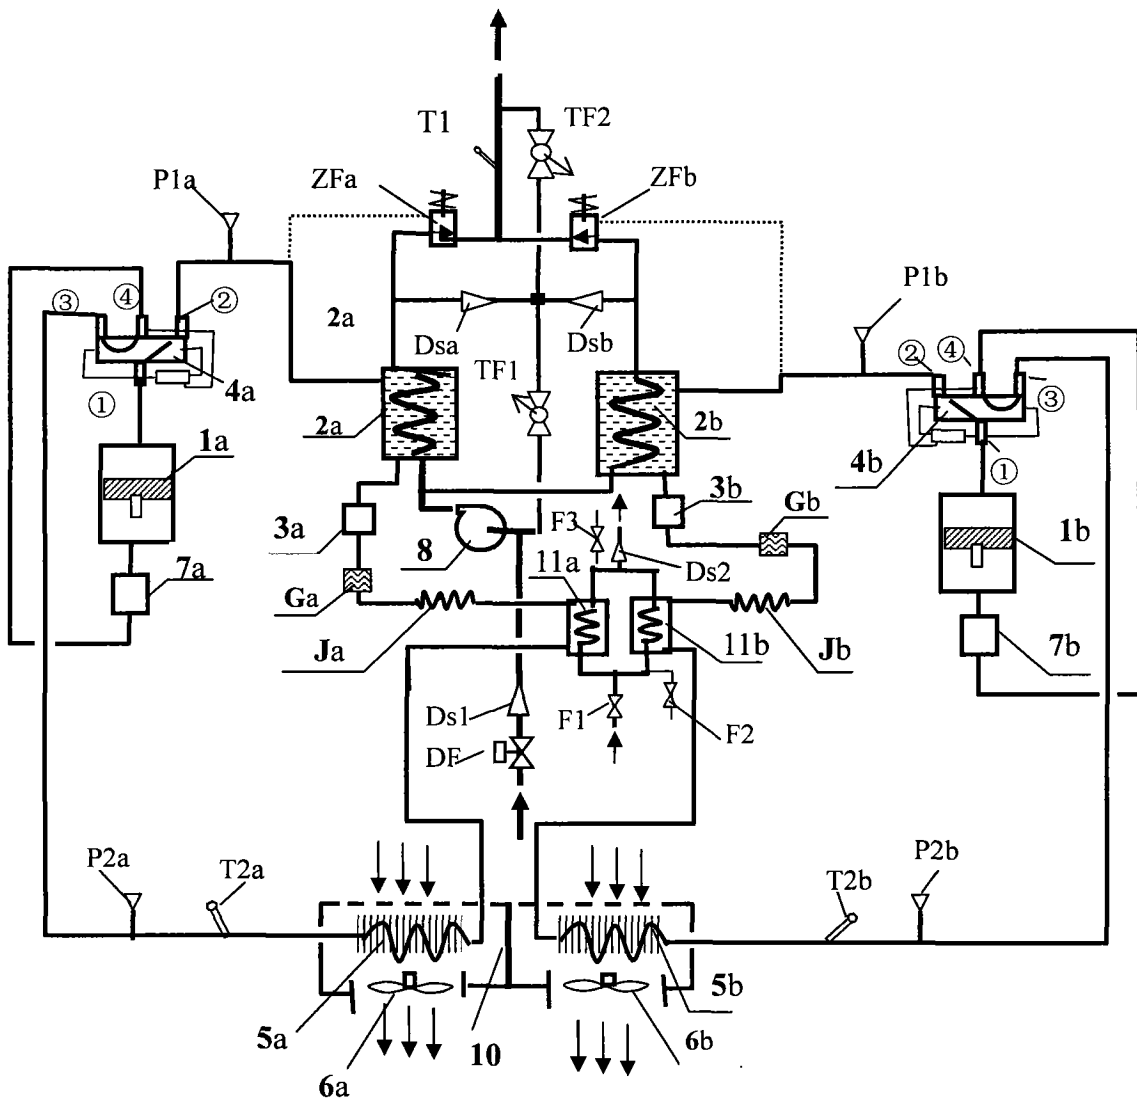 T1
TF2
P1a
ZFa
ZFb
③
④
②
2a
Dsa
Dsb
P1b
②
④
③
4a
TF1
①
2a
2b
4b
①
1a
3a
8
F3
3b
Gb
1b
7a
Ga
11a
Ds2
Ja
11b
Jb
7b
Ds1
F1
F2
DF
P2a
T2a
T2b
P2b
5a
10
5b
6b
6a